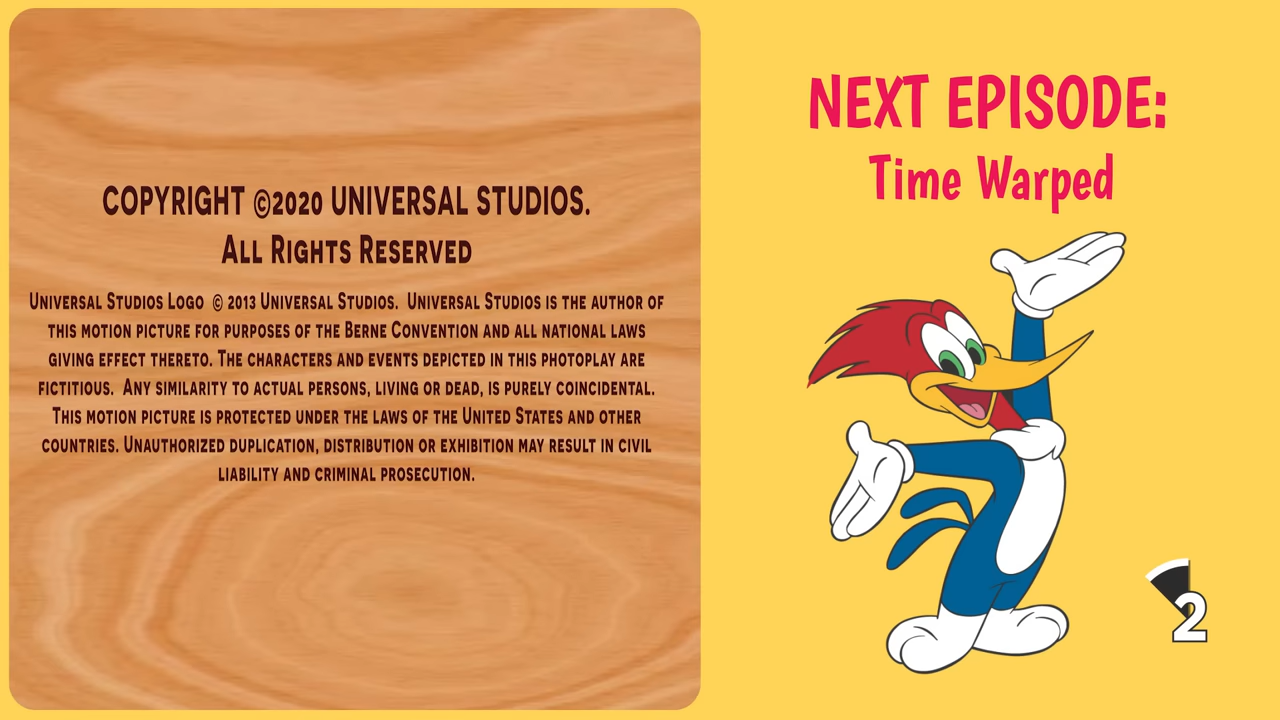 COPYRIGHT ©2020 UNIVERSAL STUDIOS.
ALL RIGHTS RESERVED
UNIVERSAL STUDIOS LOGO © 2013 UNIVERSAL STUDIOS. UNIVERSAL STUDIOS IS THE AUTHOR OF
THIS MOTION PICTURE FOR PURPOSES OF THE BERNE CONVENTION AND ALL NATIONAL LAWS
GIVING EFFECT THERETO. THE CHARACTERS AND EVENTS DEPICTED IN THIS PHOTOPLAY ARE
FICTITIOUS. ANY SIMILARITY TO ACTUAL PERSONS, LIVING OR DEAD, IS PURELY COINCIDENTAL.
THIS MOTION PICTURE IS PROTECTED UNDER THE LAWS OF THE UNITED STATES AND OTHER
COUNTRIES. UNAUTHORIZED DUPLICATION, DISTRIBUTION OR EXHIBITION MAY RESULT IN CIVIL
LIABILITY AND CRIMINAL PROSECUTION.
NEXT EPISODE:
Time Warped
2